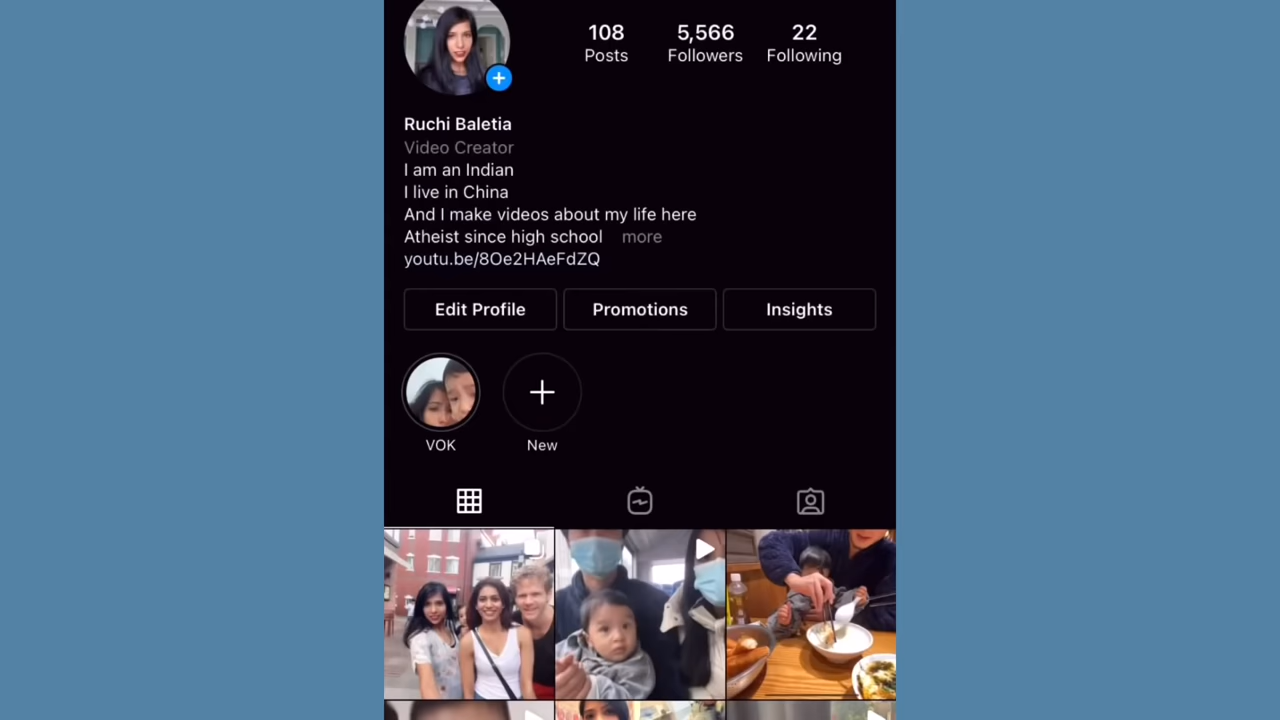 108 5,566 22
Posts Followers Following
Ruchi Baletia
Video Creator
I am an Indian
I live in China
And I make videos about my life here
Atheist since high school more
youtu.be/8Oe2HAeFdZQ
Edit Profile Promotions Insights
VOK New